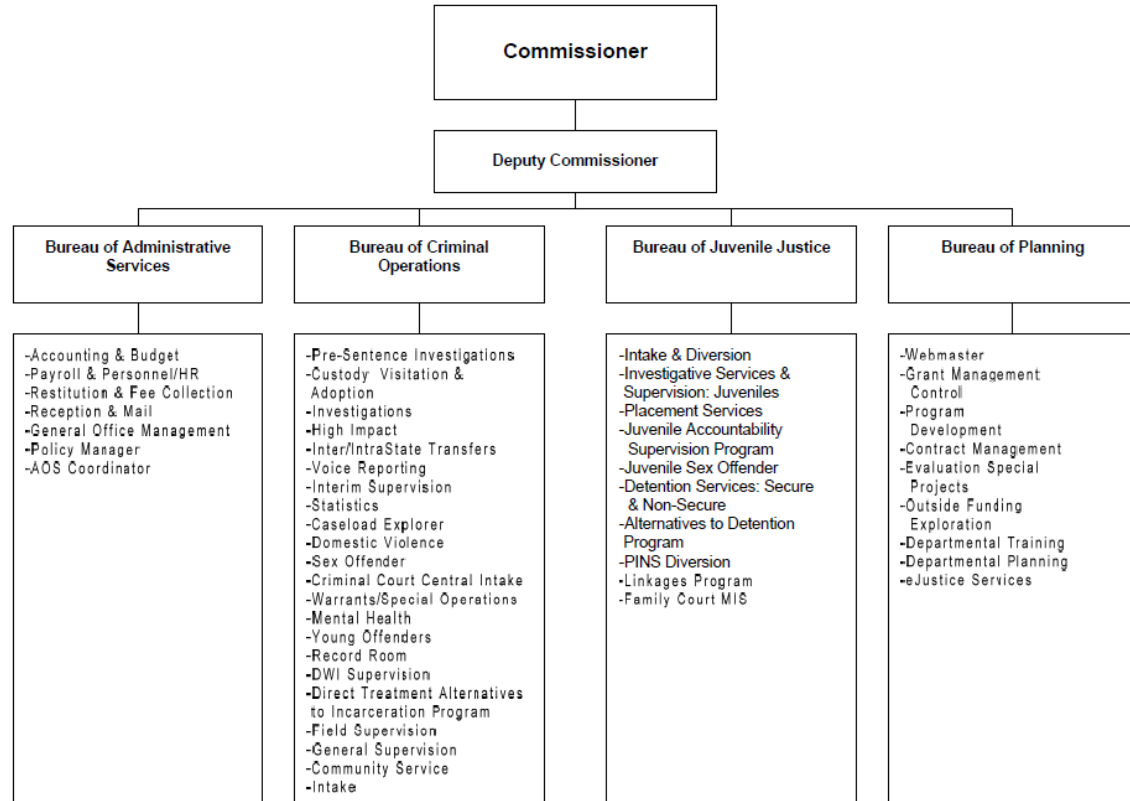 Commissioner
Deputy Commissioner
Bureau of Administrative
Services
Bureau of Criminal
Operations
Bureau of Juvenile Justice
Bureau of Planning
-Accounting & Budget
-Payroll & Personnel/HR
-Restitution & Fee Collection
-Reception & Mail
-General Office Management
-Policy Manager
-AOS Coordinator
-Pre-Sentence Investigations
-Custody Visitation &
Adoption
-Investigations
-High Impact
-Inter/IntraState Transfers
-Voice Reporting
-Interim Supervision
-Statistics
-Caseload Explorer
-Domestic Violence
-Sex Offender
-Criminal Court Central Intake
-Warrants/Special Operations
-Mental Health
-Young Offenders
-Record Room
-DWI Supervision
-Direct Treatment Alternatives
to Incarceration Program
-Field Supervision
-General Supervision
-Community Service
-Intake
-Intake & Diversion
-Investigative Services &
Supervision: Juveniles
-Placement Services
-Juvenile Accountability
Supervision Program
-Juvenile Sex Offender
-Detention Services: Secure
& Non-Secure
-Alternatives to Detention
Program
-PINS Diversion
-Linkages Program
-Family Court MIS
-Webmaster
-Grant Management
Control
-Program
Development
-Contract Management
-Evaluation Special
Projects
-Outside Funding
Exploration
-Departmental Training
-Departmental Planning
-eJustice Services